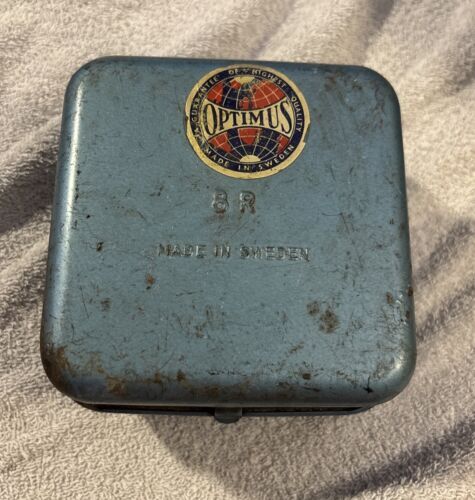 A GUARANTEE OF HIGHEST QUALITY
OPTIMUS
MADE IN SWEDEN
8 R
MADE IN SWEDEN